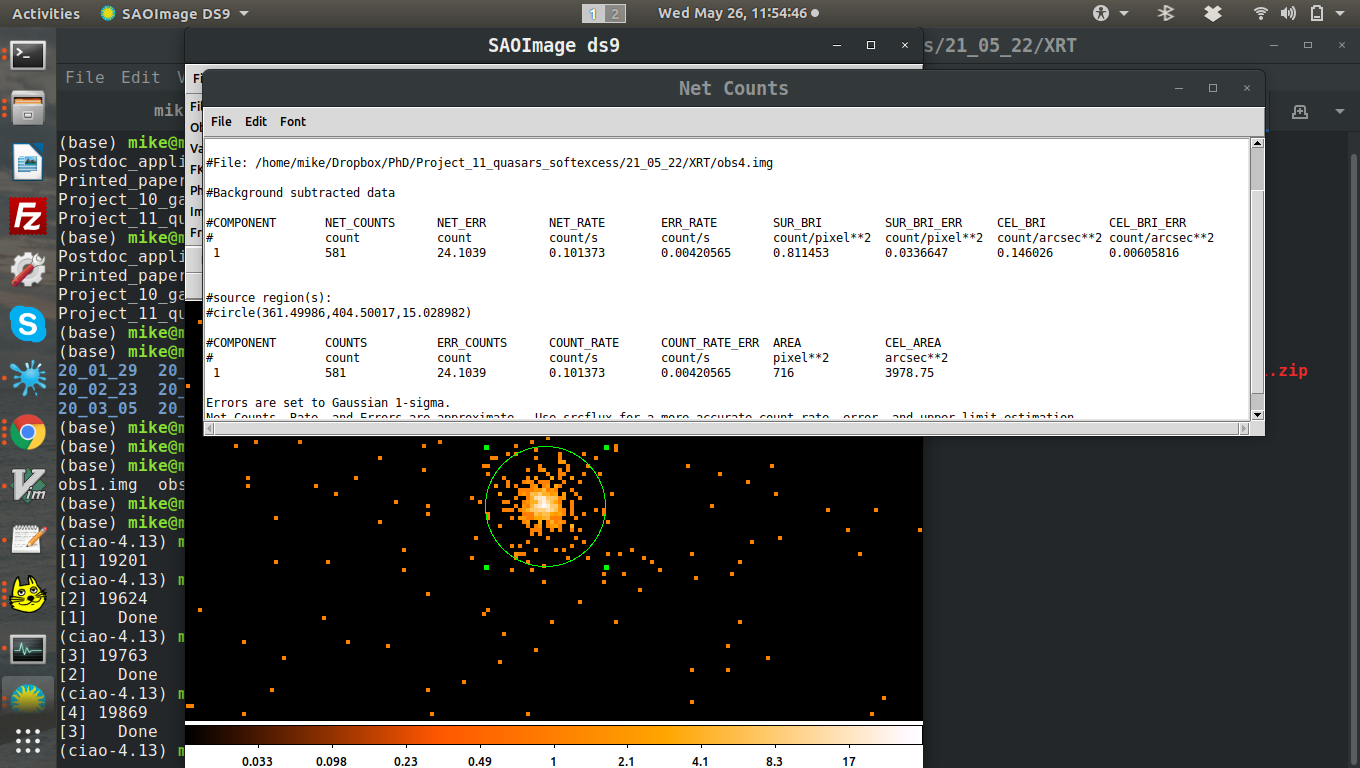 Activities SAOImage DS9 1 2 Wed May 26, 11:54:46
SAOImage ds9
s/21_05_22/XRT
File Edit V
Net Counts
File Edit Font
mik
#File: /home/mike/Dropbox/PhD/Project_11_quasars_softexcess/21_05_22/XRT/obs4.img
#Background subtracted data
#COMPONENT NET_COUNTS NET_ERR NET_RATE ERR_RATE SUR_BRI SUR_BRI_ERR CEL_BRI CEL_BRI_ERR
# count count count/s count/s count/pixel**2 count/pixel**2 count/arcsec**2 count/arcsec**2
1 581 24.1039 0.101373 0.00420565 0.811453 0.0336647 0.146026 0.00605816
#source region(s):
#circle(361.49986,404.50017,15.028982)
#COMPONENT COUNTS ERR_COUNTS COUNT_RATE COUNT_RATE_ERR AREA CEL_AREA
# count count count/s count/s pixel**2 arcsec**2
1 581 24.1039 0.101373 0.00420565 716 3978.75
Errors are set to Gaussian 1-sigma.
Net Counts, Rate, and Errors are approximate. Use srcflux for a more accurate count rate, error, and upper limit estimation
Fi
Fil
Ob
Va
FK
Ph
Im
Fr
(base) mike@m
Postdoc_appli
Printed_paper
Project_10_ga
Project_11_qu
(base) mike@m
Postdoc_appli
Printed_paper
Project_10_ga
Project_11_qu
(base) mike@m
(base) mike@m
20_01_29 20_
20_02_23 20_
20_03_05 20_
.zip
(base) mike@m
(base) mike@m
(base) mike@m
obs1.img obs
(base) mike@m
(base) mike@m
(ciao-4.13) m
[1] 19201
(ciao-4.13) m
[2] 19624
[1] Done
(ciao-4.13) m
[3] 19763
[2] Done
(ciao-4.13) m
[4] 19869
[3] Done
(ciao-4.13) m
Fz
S
Vim
0.033 0.098 0.23 0.49 1 2.1 4.1 8.3 17